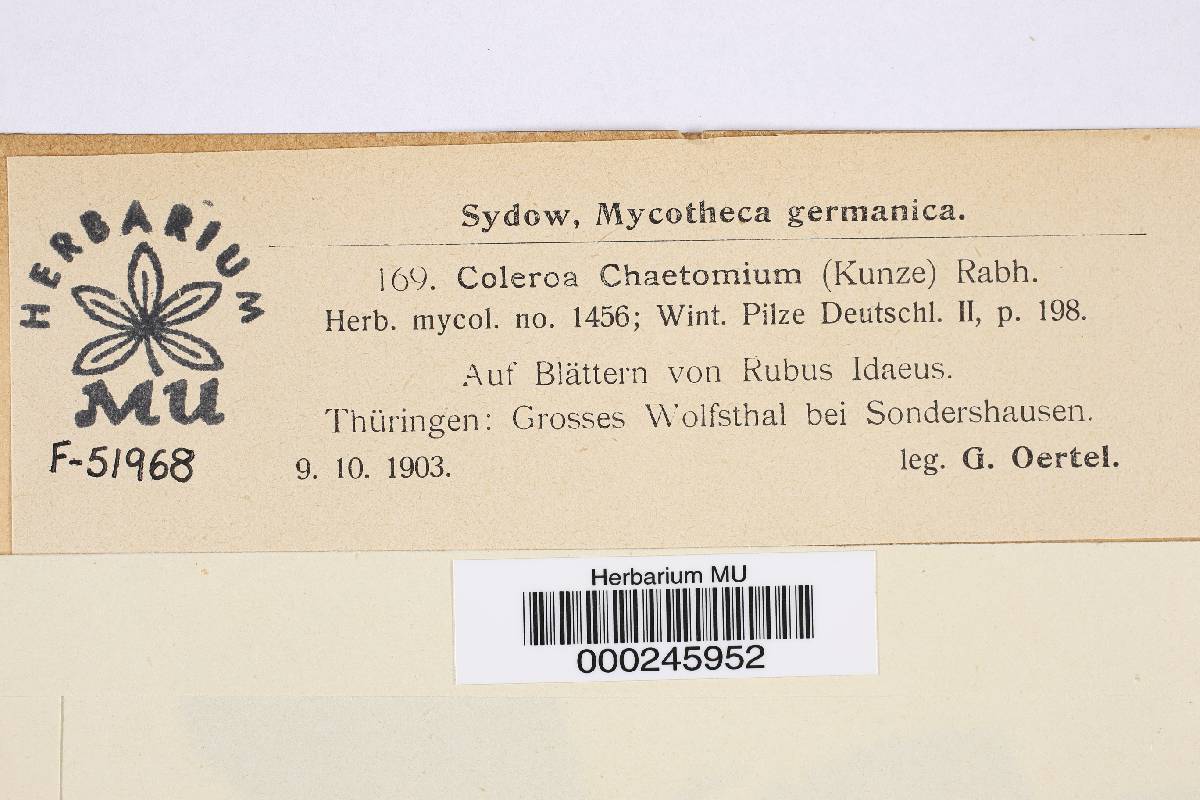 HERBARIUM
MU
F-51968
Sydow, Mycotheca germanica.
169. Coleroa Chaetomium (Kunze) Rabh.
Herb. mycol. no. 1456; Wint. Pilze Deutschl. II, p. 198.
Auf Blättern von Rubus Idaeus.
Thüringen: Grosses Wolfsthal bei Sondershausen.
9. 10. 1903. leg. G. Oertel.
Herbarium MU
000245952